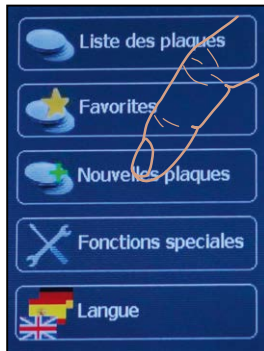 Liste des plaques
Favorites
Nouvelles plaques
Fonctions speciales
Langue